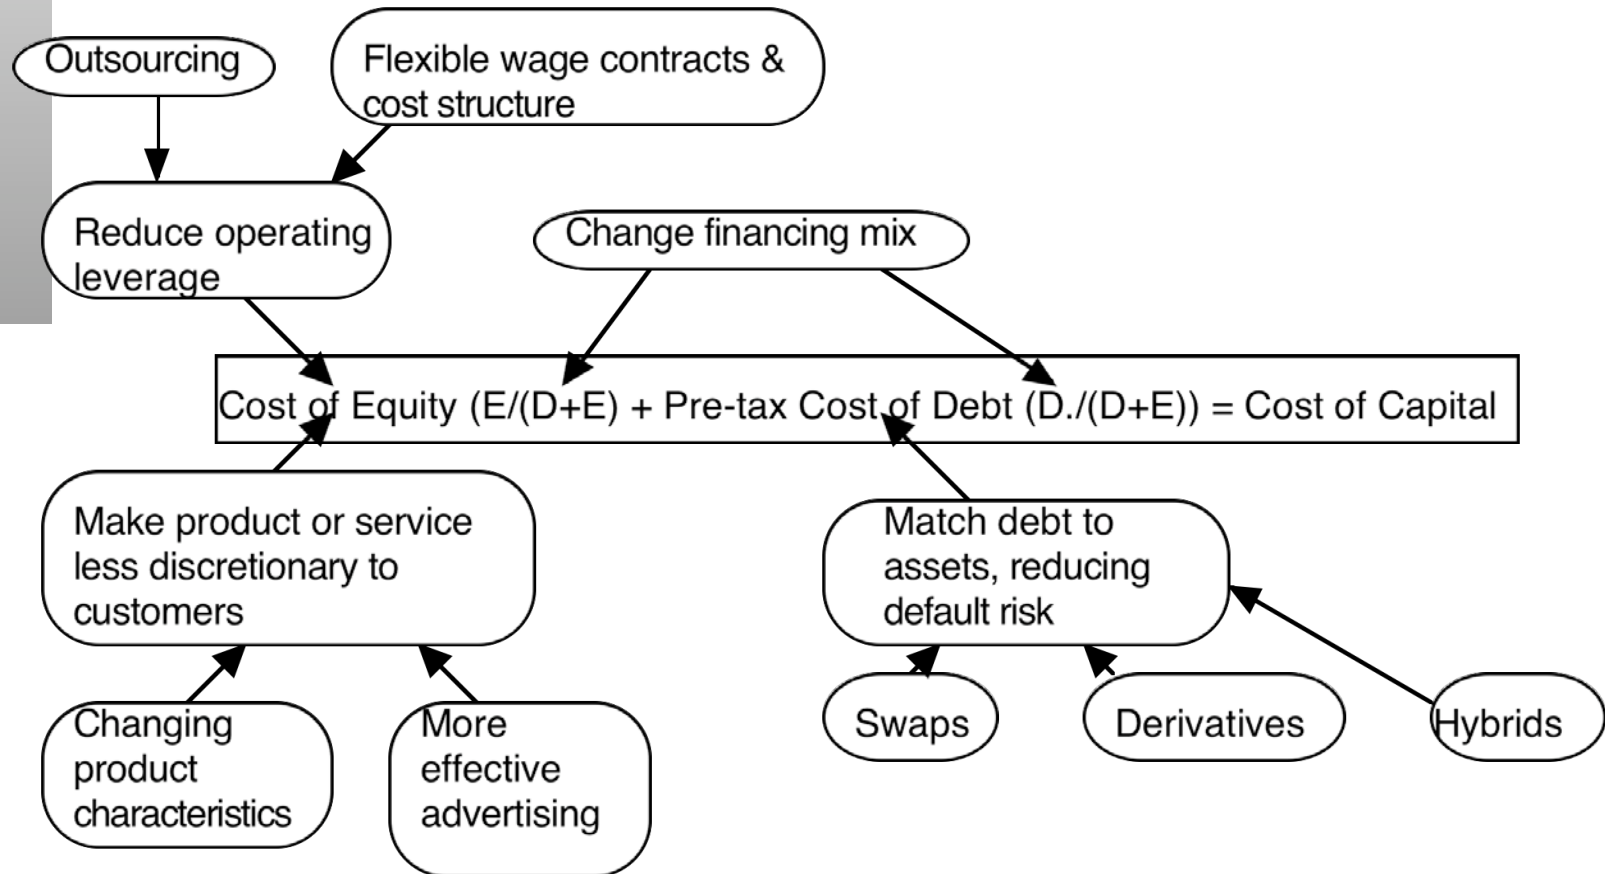 Outsourcing
Flexible wage contracts &
cost structure
Reduce operating
leverage
Change financing mix
Cost of Equity (E/(D+E) + Pre-tax Cost of Debt (D./(D+E)) = Cost of Capital
Make product or service
less discretionary to
customers
Match debt to
assets, reducing
default risk
Changing
product
characteristics
More
effective
advertising
Swaps
Derivatives
Hybrids